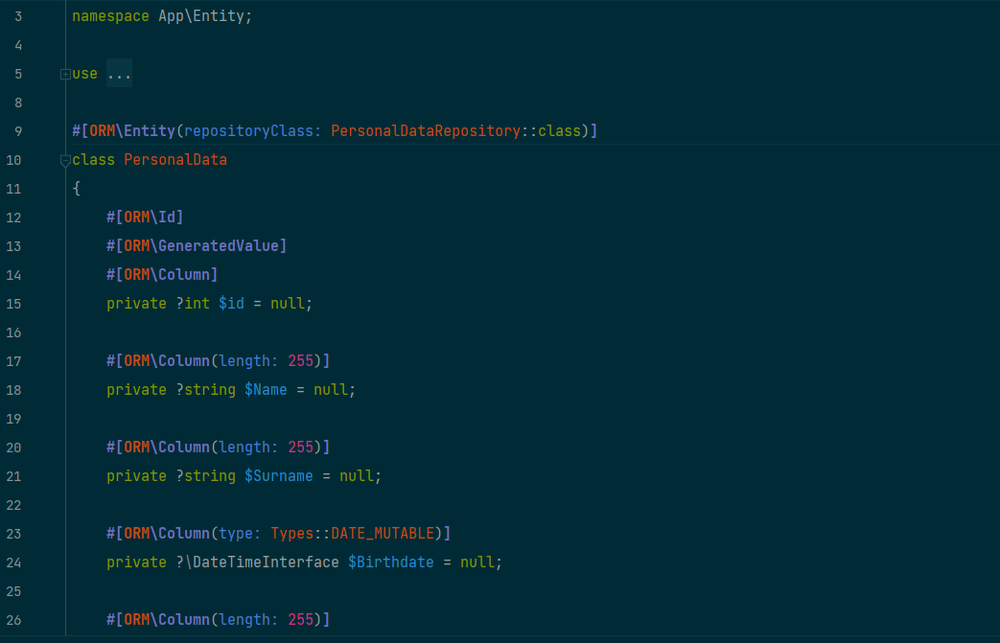 3 namespace App\Entity;
4
5 use ...
8
9 #[ORM\Entity(repositoryClass: PersonalDataRepository::class)]
10 class PersonalData
11 {
12 #[ORM\Id]
13 #[ORM\GeneratedValue]
14 #[ORM\Column]
15 private ?int $id = null;
16
17 #[ORM\Column(length: 255)]
18 private ?string $Name = null;
19
20 #[ORM\Column(length: 255)]
21 private ?string $Surname = null;
22
23 #[ORM\Column(type: Types::DATE_MUTABLE)]
24 private ?\DateTimeInterface $Birthdate = null;
25
26 #[ORM\Column(length: 255)]